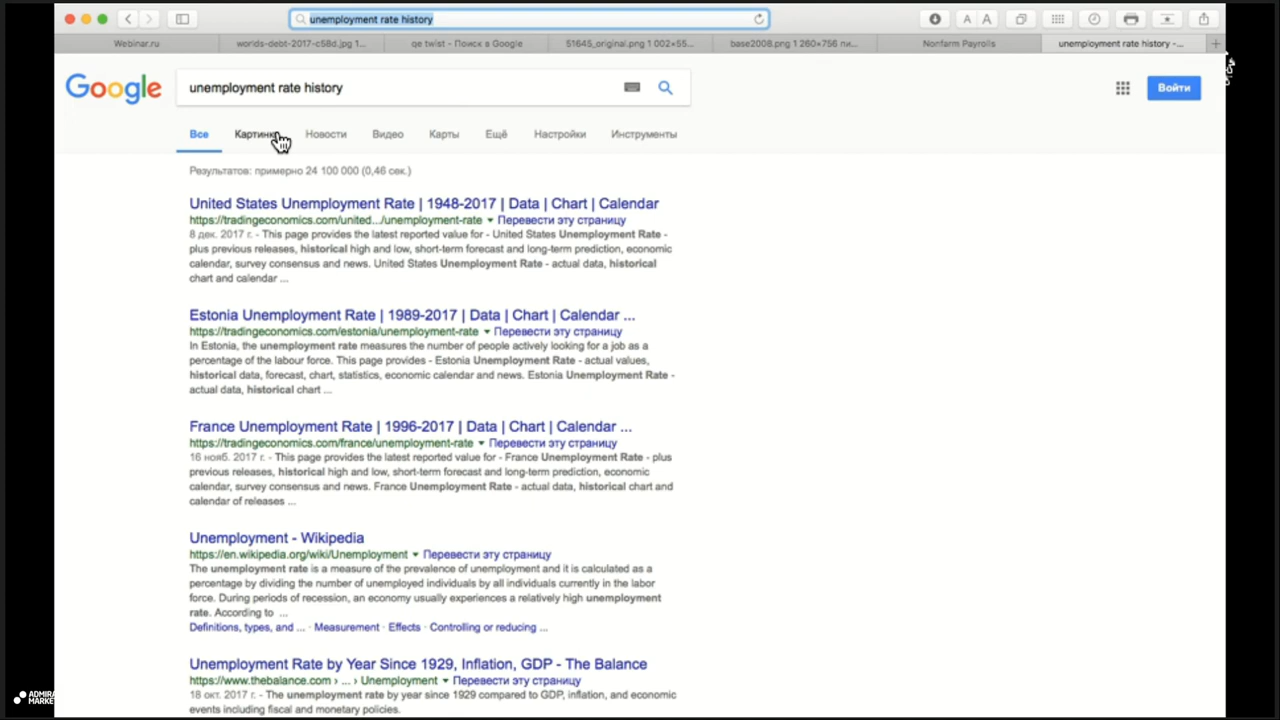 unemployment rate history
A A
Webinar.ru worlds-debt-2017-c58d.jpg 1... qe twist - Поиск в Google 51645_original.png 1 002×55... base2008.png 1 260×756 пи... Nonfarm Payrolls unemployment rate history -... +
Google unemployment rate history Войти
Все Картинки Новости Видео Карты Ещё Настройки Инструменты
Результатов: примерно 24 100 000 (0,46 сек.)
United States Unemployment Rate | 1948-2017 | Data | Chart | Calendar
https://tradingeconomics.com/united.../unemployment-rate ▼ Перевести эту страницу
8 дек. 2017 г. - This page provides the latest reported value for - United States Unemployment Rate -
plus previous releases, historical high and low, short-term forecast and long-term prediction, economic
calendar, survey consensus and news. United States Unemployment Rate - actual data, historical
chart and calendar ...
Estonia Unemployment Rate | 1989-2017 | Data | Chart | Calendar ...
https://tradingeconomics.com/estonia/unemployment-rate ▼ Перевести эту страницу
In Estonia, the unemployment rate measures the number of people actively looking for a job as a
percentage of the labour force. This page provides - Estonia Unemployment Rate - actual values,
historical data, forecast, chart, statistics, economic calendar and news. Estonia Unemployment Rate -
actual data, historical chart ...
France Unemployment Rate | 1996-2017 | Data | Chart | Calendar ...
https://tradingeconomics.com/france/unemployment-rate ▼ Перевести эту страницу
16 нояб. 2017 г. - This page provides the latest reported value for - France Unemployment Rate - plus
previous releases, historical high and low, short-term forecast and long-term prediction, economic
calendar, survey consensus and news. France Unemployment Rate - actual data, historical chart and
calendar of releases ...
Unemployment - Wikipedia
https://en.wikipedia.org/wiki/Unemployment ▼ Перевести эту страницу
The unemployment rate is a measure of the prevalence of unemployment and it is calculated as a
percentage by dividing the number of unemployed individuals by all individuals currently in the labor
force. During periods of recession, an economy usually experiences a relatively high unemployment
rate. According to ...
Definitions, types, and ... · Measurement · Effects · Controlling or reducing ...
Unemployment Rate by Year Since 1929, Inflation, GDP - The Balance
https://www.thebalance.com › ... › Unemployment ▼ Перевести эту страницу
18 окт. 2017 г. - The unemployment rate by year since 1929 compared to GDP, inflation, and economic
events including fiscal and monetary policies.
ADMIRA
MARKE